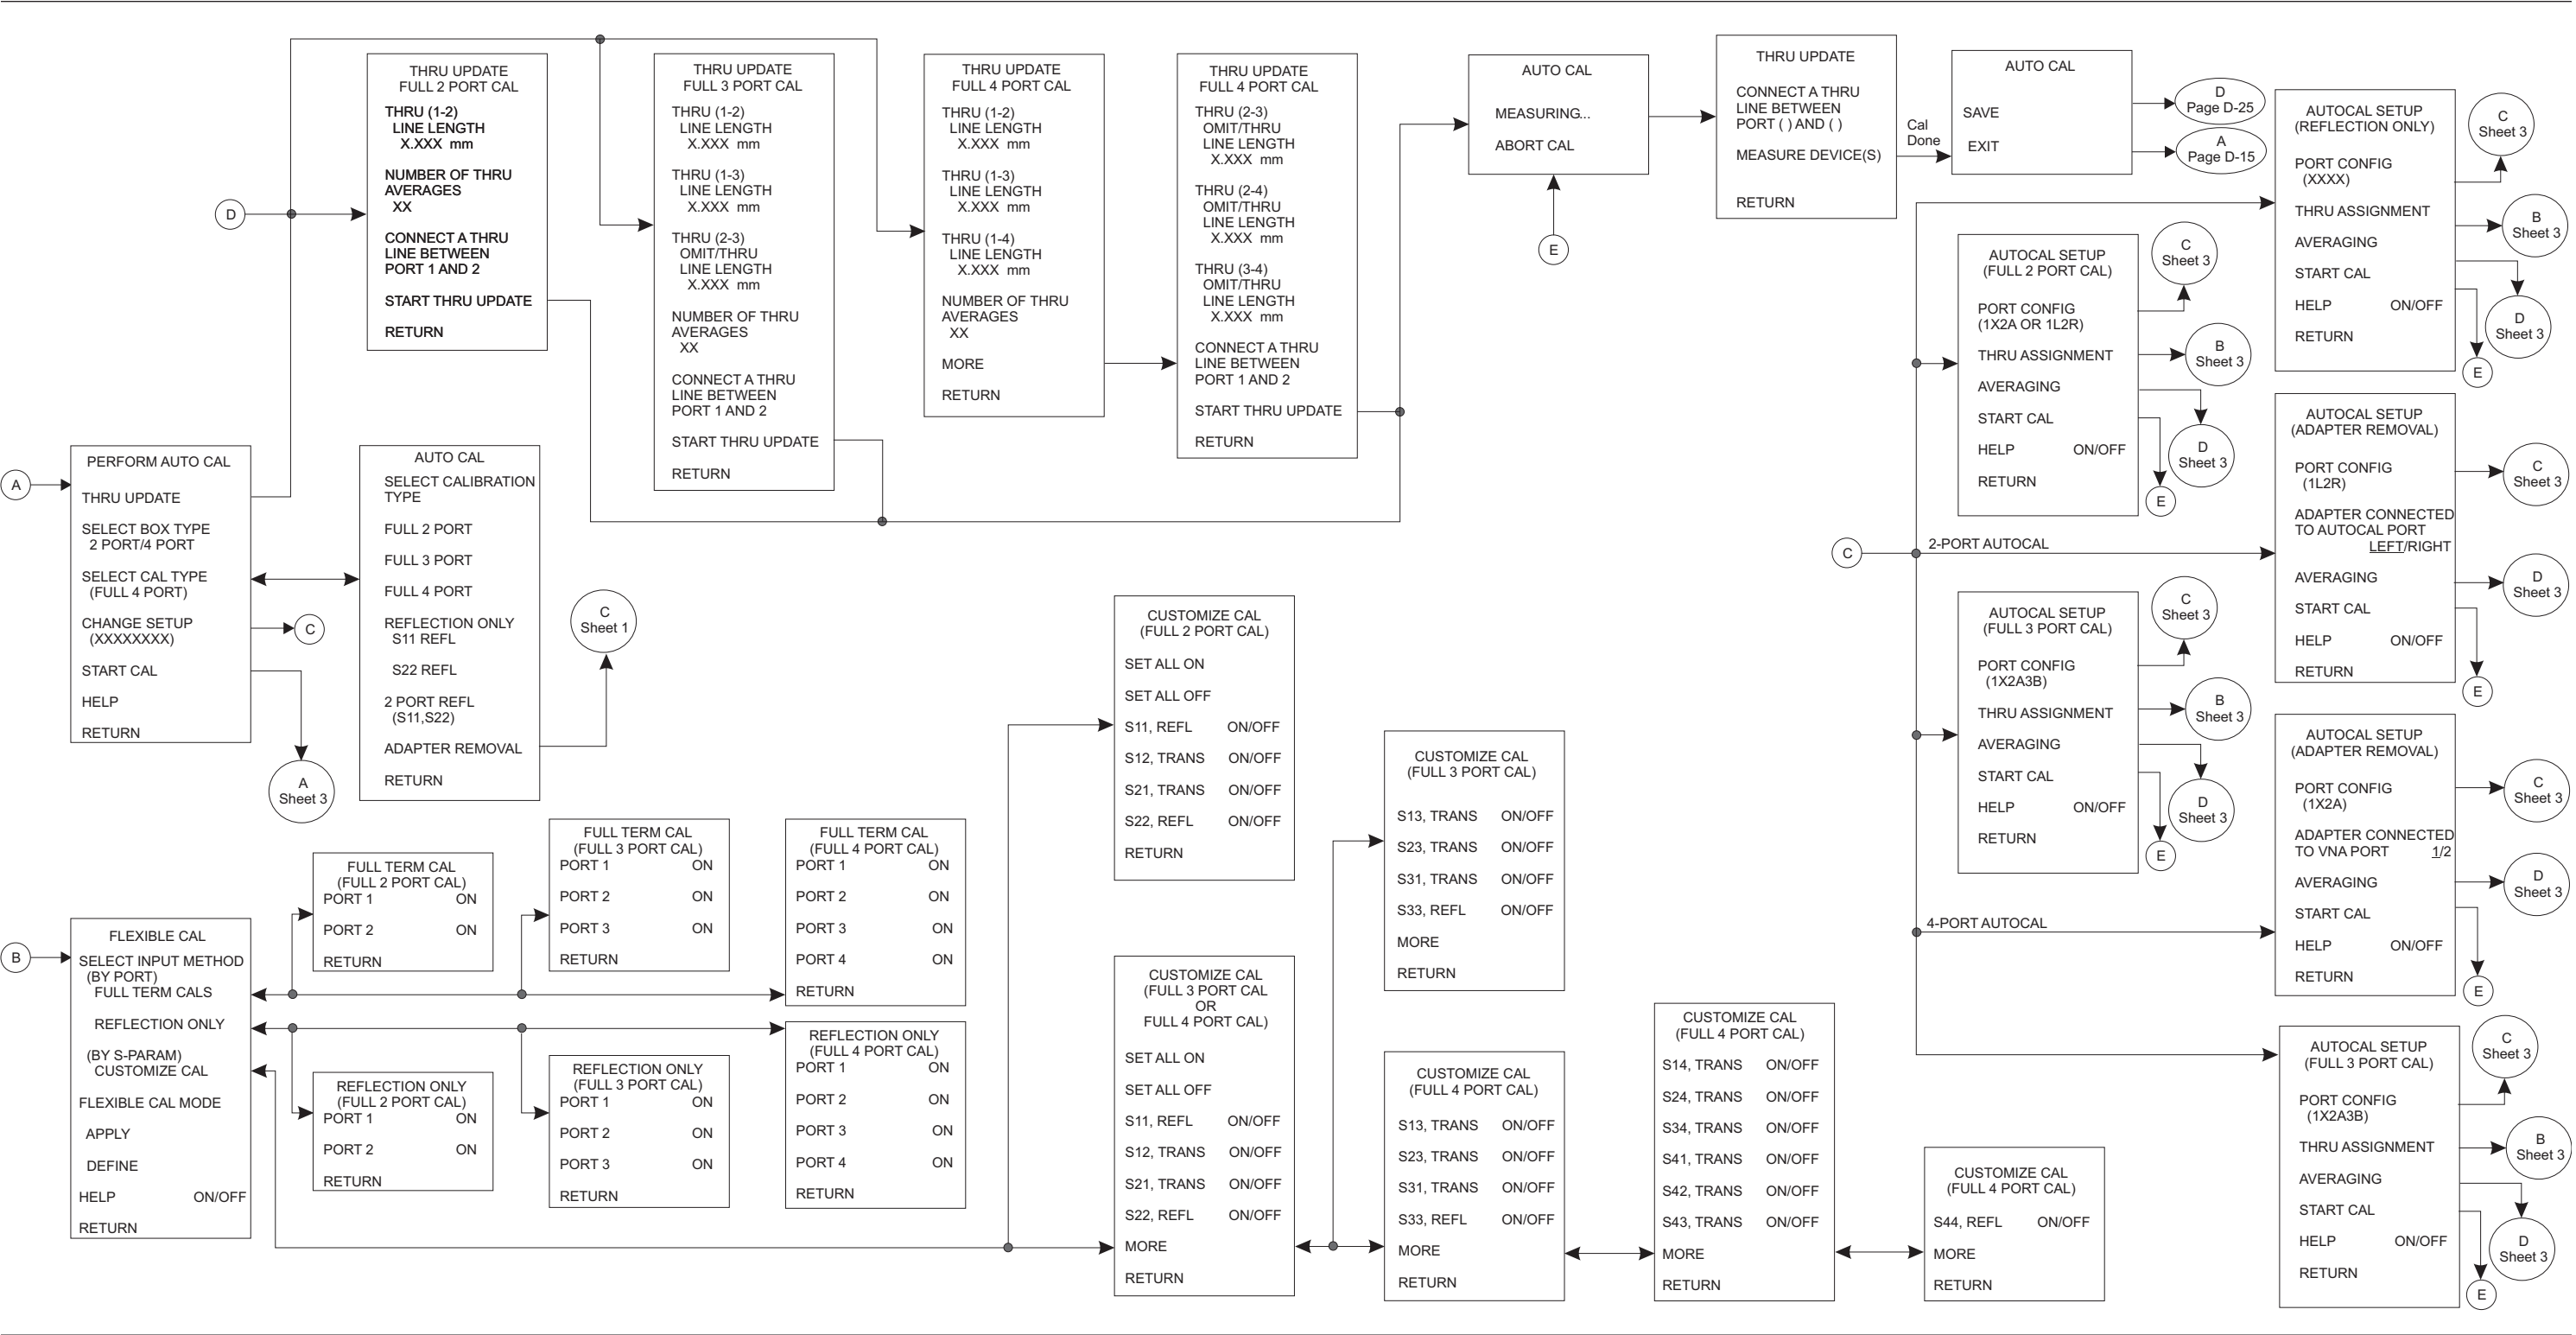 THRU UPDATE
FULL 2 PORT CAL
THRU (1-2)
LINE LENGTH
X.XXX mm
NUMBER OF THRU
AVERAGES
XX
CONNECT A THRU
LINE BETWEEN
PORT 1 AND 2
START THRU UPDATE
RETURN
D
THRU UPDATE
FULL 3 PORT CAL
THRU (1-2)
LINE LENGTH
X.XXX mm
THRU (1-3)
LINE LENGTH
X.XXX mm
THRU (2-3)
OMIT/THRU
LINE LENGTH
X.XXX mm
NUMBER OF THRU
AVERAGES
XX
CONNECT A THRU
LINE BETWEEN
PORT 1 AND 2
START THRU UPDATE
RETURN
THRU UPDATE
FULL 4 PORT CAL
THRU (1-2)
LINE LENGTH
X.XXX mm
THRU (1-3)
LINE LENGTH
X.XXX mm
THRU (1-4)
LINE LENGTH
X.XXX mm
NUMBER OF THRU
AVERAGES
XX
MORE
RETURN
THRU UPDATE
FULL 4 PORT CAL
THRU (2-3)
OMIT/THRU
LINE LENGTH
X.XXX mm
THRU (2-4)
OMIT/THRU
LINE LENGTH
X.XXX mm
THRU (3-4)
OMIT/THRU
LINE LENGTH
X.XXX mm
CONNECT A THRU
LINE BETWEEN
PORT 1 AND 2
START THRU UPDATE
RETURN
AUTO CAL
MEASURING...
ABORT CAL
E
THRU UPDATE
CONNECT A THRU
LINE BETWEEN
PORT ( ) AND ( )
MEASURE DEVICE(S)
RETURN
Cal
Done
AUTO CAL
SAVE
EXIT
D
Page D-25
A
Page D-15
AUTOCAL SETUP
(REFLECTION ONLY)
PORT CONFIG
(XXXX)
THRU ASSIGNMENT
AVERAGING
START CAL
HELP ON/OFF
RETURN
C
Sheet 3
B
Sheet 3
D
Sheet 3
E
AUTOCAL SETUP
(FULL 2 PORT CAL)
PORT CONFIG
(1X2A OR 1L2R)
THRU ASSIGNMENT
AVERAGING
START CAL
HELP ON/OFF
RETURN
C
Sheet 3
B
Sheet 3
D
Sheet 3
E
A
PERFORM AUTO CAL
THRU UPDATE
SELECT BOX TYPE
2 PORT/4 PORT
SELECT CAL TYPE
(FULL 4 PORT)
CHANGE SETUP
(XXXXXXXX)
START CAL
HELP
RETURN
C
A
Sheet 3
AUTO CAL
SELECT CALIBRATION
TYPE
FULL 2 PORT
FULL 3 PORT
FULL 4 PORT
REFLECTION ONLY
S11 REFL
S22 REFL
2 PORT REFL
(S11,S22)
ADAPTER REMOVAL
RETURN
C
Sheet 1
C
2-PORT AUTOCAL
AUTOCAL SETUP
(ADAPTER REMOVAL)
PORT CONFIG
(1L2R)
ADAPTER CONNECTED
TO AUTOCAL PORT
LEFT/RIGHT
AVERAGING
START CAL
HELP ON/OFF
RETURN
C
Sheet 3
D
Sheet 3
E
AUTOCAL SETUP
(FULL 3 PORT CAL)
PORT CONFIG
(1X2A3B)
THRU ASSIGNMENT
AVERAGING
START CAL
HELP ON/OFF
RETURN
C
Sheet 3
B
Sheet 3
D
Sheet 3
E
4-PORT AUTOCAL
AUTOCAL SETUP
(ADAPTER REMOVAL)
PORT CONFIG
(1X2A)
ADAPTER CONNECTED
TO VNA PORT 1/2
AVERAGING
START CAL
HELP ON/OFF
RETURN
C
Sheet 3
D
Sheet 3
E
AUTOCAL SETUP
(FULL 3 PORT CAL)
PORT CONFIG
(1X2A3B)
THRU ASSIGNMENT
AVERAGING
START CAL
HELP ON/OFF
RETURN
C
Sheet 3
B
Sheet 3
D
Sheet 3
E
B
FLEXIBLE CAL
SELECT INPUT METHOD
(BY PORT)
FULL TERM CALS
REFLECTION ONLY
(BY S-PARAM)
CUSTOMIZE CAL
FLEXIBLE CAL MODE
APPLY
DEFINE
HELP ON/OFF
RETURN
FULL TERM CAL
(FULL 2 PORT CAL)
PORT 1 ON
PORT 2 ON
RETURN
FULL TERM CAL
(FULL 3 PORT CAL)
PORT 1 ON
PORT 2 ON
PORT 3 ON
RETURN
FULL TERM CAL
(FULL 4 PORT CAL)
PORT 1 ON
PORT 2 ON
PORT 3 ON
PORT 4 ON
RETURN
REFLECTION ONLY
(FULL 2 PORT CAL)
PORT 1 ON
PORT 2 ON
RETURN
REFLECTION ONLY
(FULL 3 PORT CAL)
PORT 1 ON
PORT 2 ON
PORT 3 ON
RETURN
REFLECTION ONLY
(FULL 4 PORT CAL)
PORT 1 ON
PORT 2 ON
PORT 3 ON
PORT 4 ON
RETURN
CUSTOMIZE CAL
(FULL 2 PORT CAL)
SET ALL ON
SET ALL OFF
S11, REFL ON/OFF
S12, TRANS ON/OFF
S21, TRANS ON/OFF
S22, REFL ON/OFF
RETURN
CUSTOMIZE CAL
(FULL 3 PORT CAL
OR
FULL 4 PORT CAL)
SET ALL ON
SET ALL OFF
S11, REFL ON/OFF
S12, TRANS ON/OFF
S21, TRANS ON/OFF
S22, REFL ON/OFF
MORE
RETURN
CUSTOMIZE CAL
(FULL 3 PORT CAL)
S13, TRANS ON/OFF
S23, TRANS ON/OFF
S31, TRANS ON/OFF
S33, REFL ON/OFF
MORE
RETURN
CUSTOMIZE CAL
(FULL 4 PORT CAL)
S13, TRANS ON/OFF
S23, TRANS ON/OFF
S31, TRANS ON/OFF
S33, REFL ON/OFF
MORE
RETURN
CUSTOMIZE CAL
(FULL 4 PORT CAL)
S14, TRANS ON/OFF
S24, TRANS ON/OFF
S34, TRANS ON/OFF
S41, TRANS ON/OFF
S42, TRANS ON/OFF
S43, TRANS ON/OFF
MORE
RETURN
CUSTOMIZE CAL
(FULL 4 PORT CAL)
S44, REFL ON/OFF
MORE
RETURN